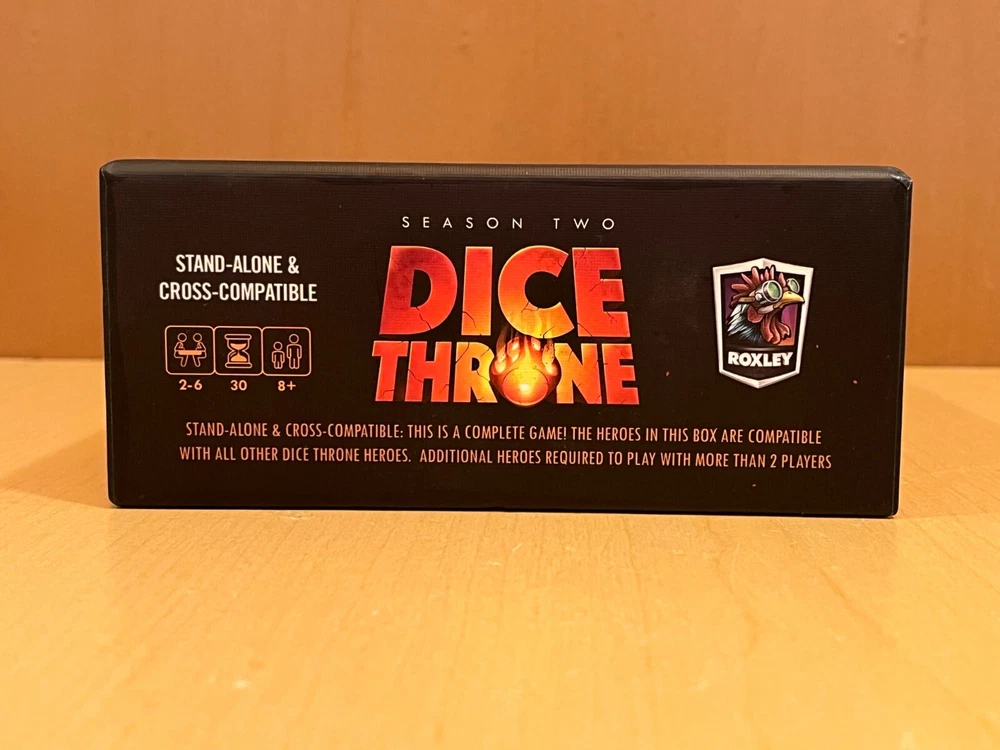 SEASON TWO
DICE
THRONE
STAND-ALONE &
CROSS-COMPATIBLE
2-6 30 8+
ROXLEY
STAND-ALONE & CROSS-COMPATIBLE: THIS IS A COMPLETE GAME! THE HEROES IN THIS BOX ARE COMPATIBLE
WITH ALL OTHER DICE THRONE HEROES. ADDITIONAL HEROES REQUIRED TO PLAY WITH MORE THAN 2 PLAYERS